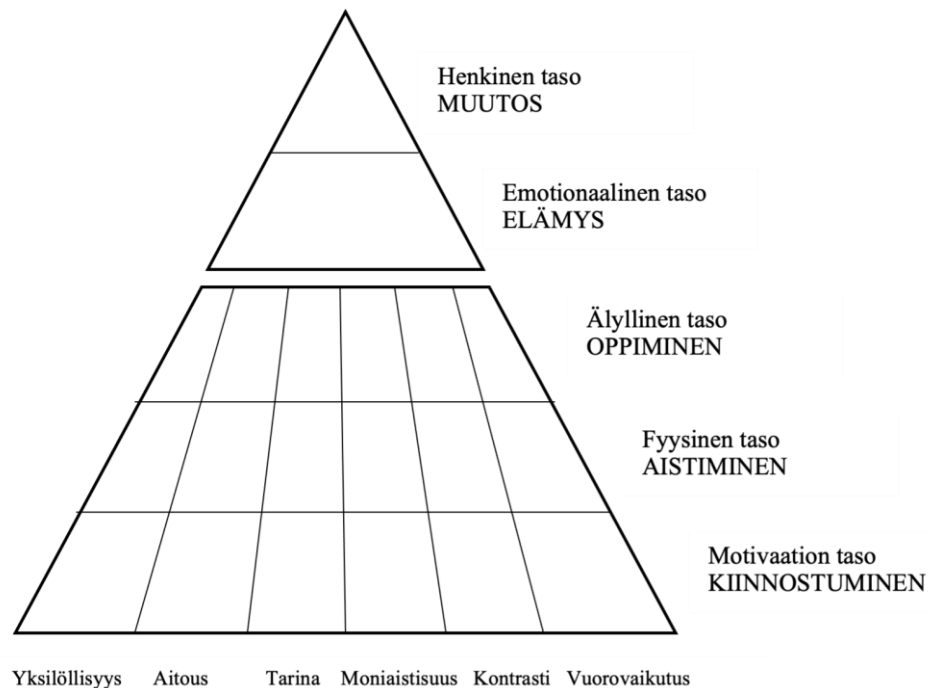 Henkinen taso
MUUTOS
Emotionaalinen taso
ELÄMYS
Älyllinen taso
OPPIMINEN
Fyysinen taso
AISTIMINEN
Motivaation taso
KIINNOSTUMINEN
Yksilöllisyys Aitous Tarina Moniaistisuus Kontrasti Vuorovaikutus